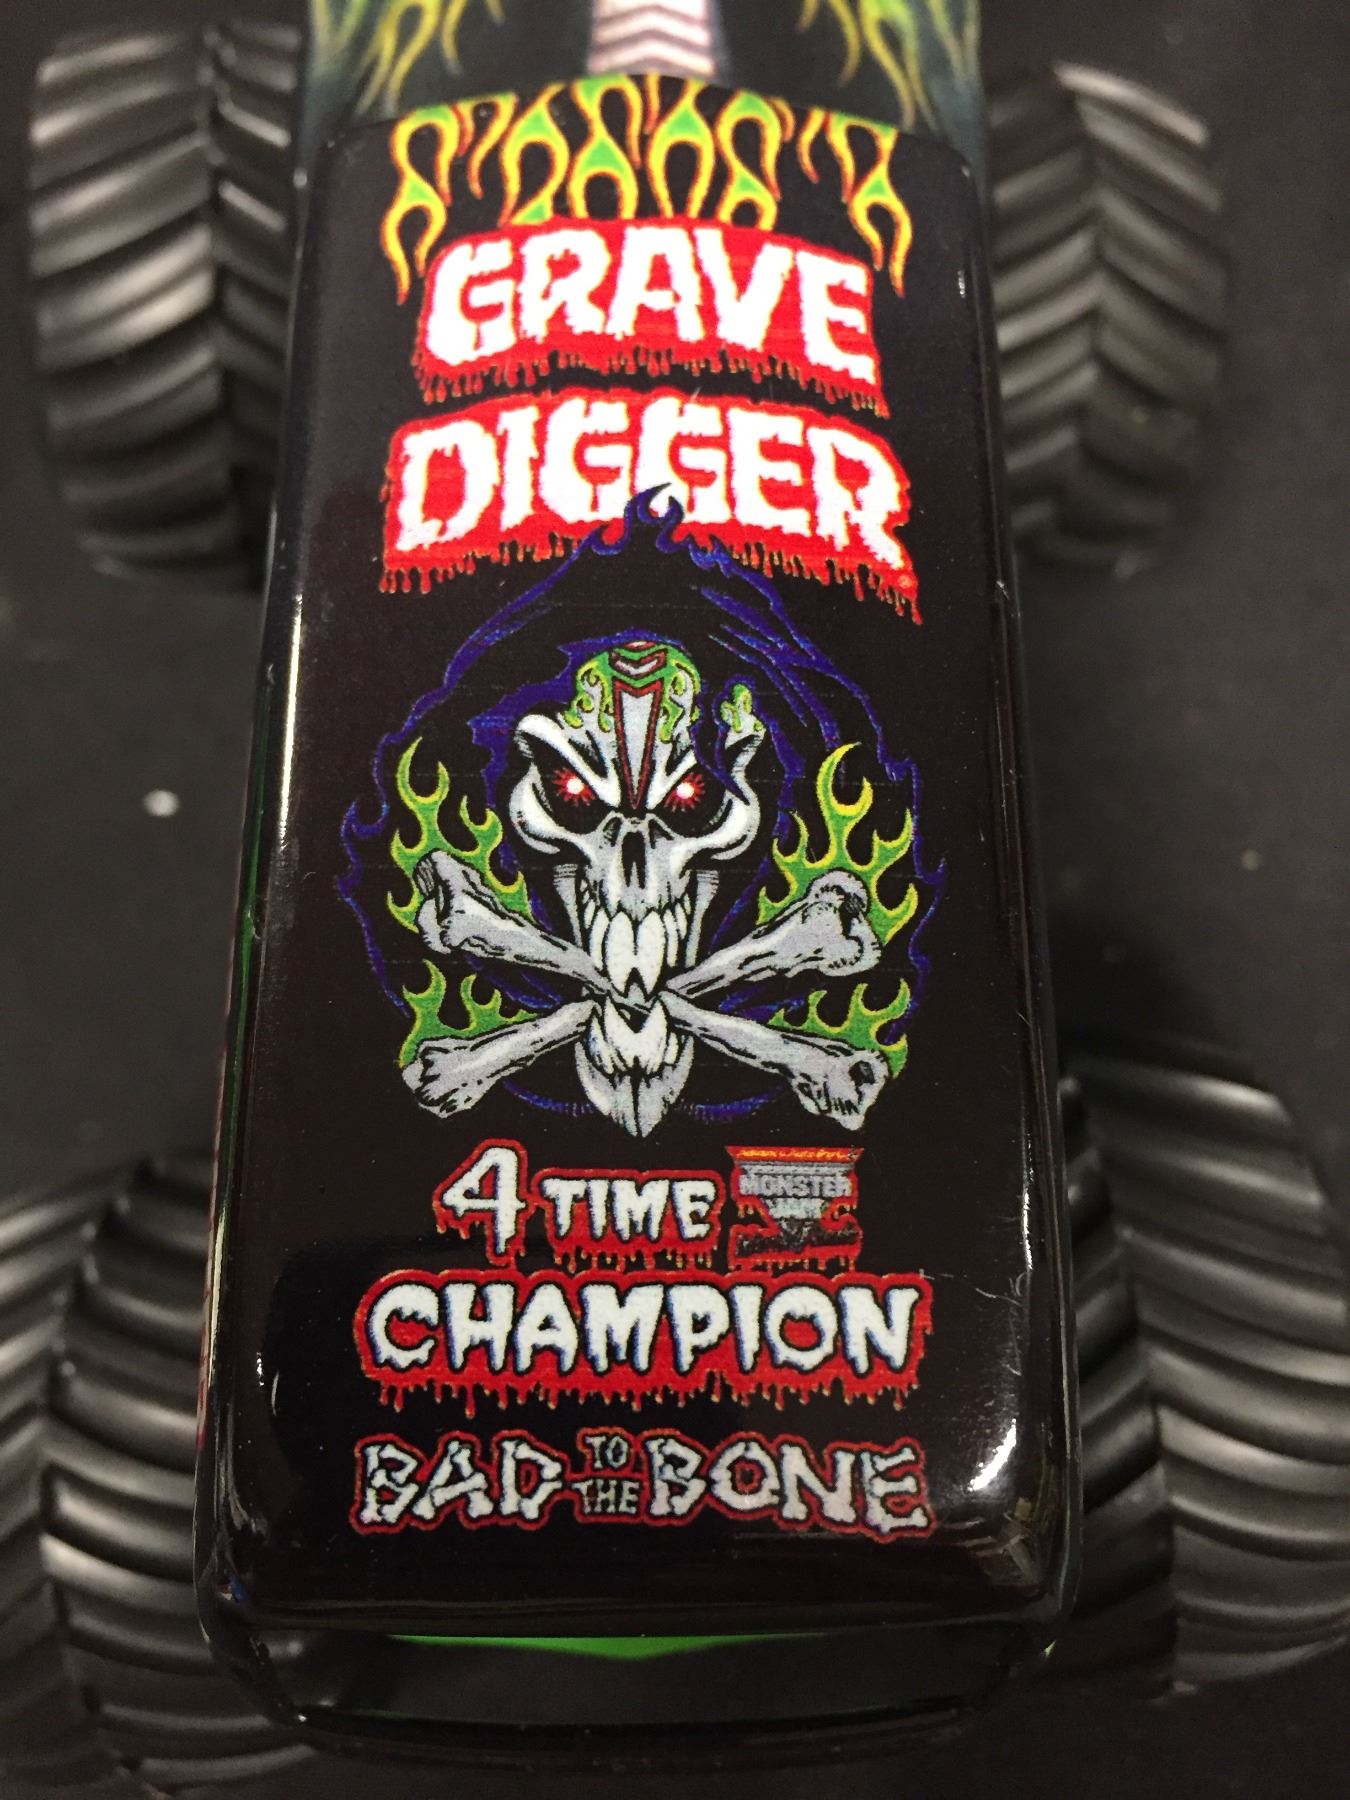 GRAVE
DIGGER
4 TIME MONSTER
JAM
CHAMPION
BAD TO THE BONE